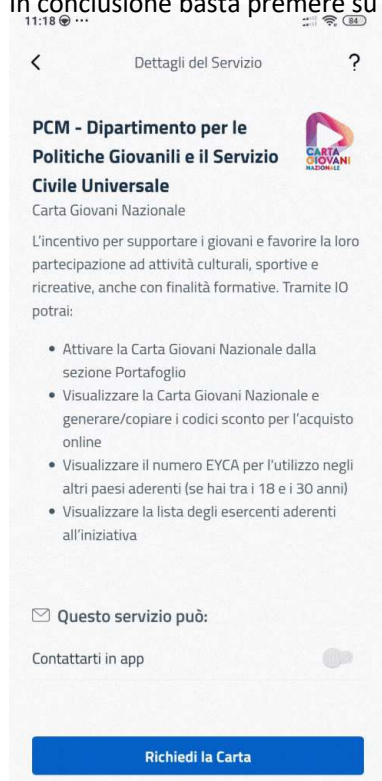 in conclusione basta premere su
11:18 ...
84
Dettagli del Servizio
?
PCM - Dipartimento per le
Politiche Giovanili e il Servizio
Civile Universale
CARTA
GIOVANI
NAZIONALE
Carta Giovani Nazionale
L'incentivo per supportare i giovani e favorire la loro
partecipazione ad attività culturali, sportive e
ricreative, anche con finalità formative. Tramite IO
potrai:
• Attivare la Carta Giovani Nazionale dalla
sezione Portafoglio
• Visualizzare la Carta Giovani Nazionale e
generare/copiare i codici sconto per l'acquisto
online
• Visualizzare il numero EYCA per l'utilizzo negli
altri paesi aderenti (se hai tra i 18 e i 30 anni)
• Visualizzare la lista degli esercenti aderenti
all'iniziativa
Questo servizio può:
Contattarti in app
Richiedi la Carta